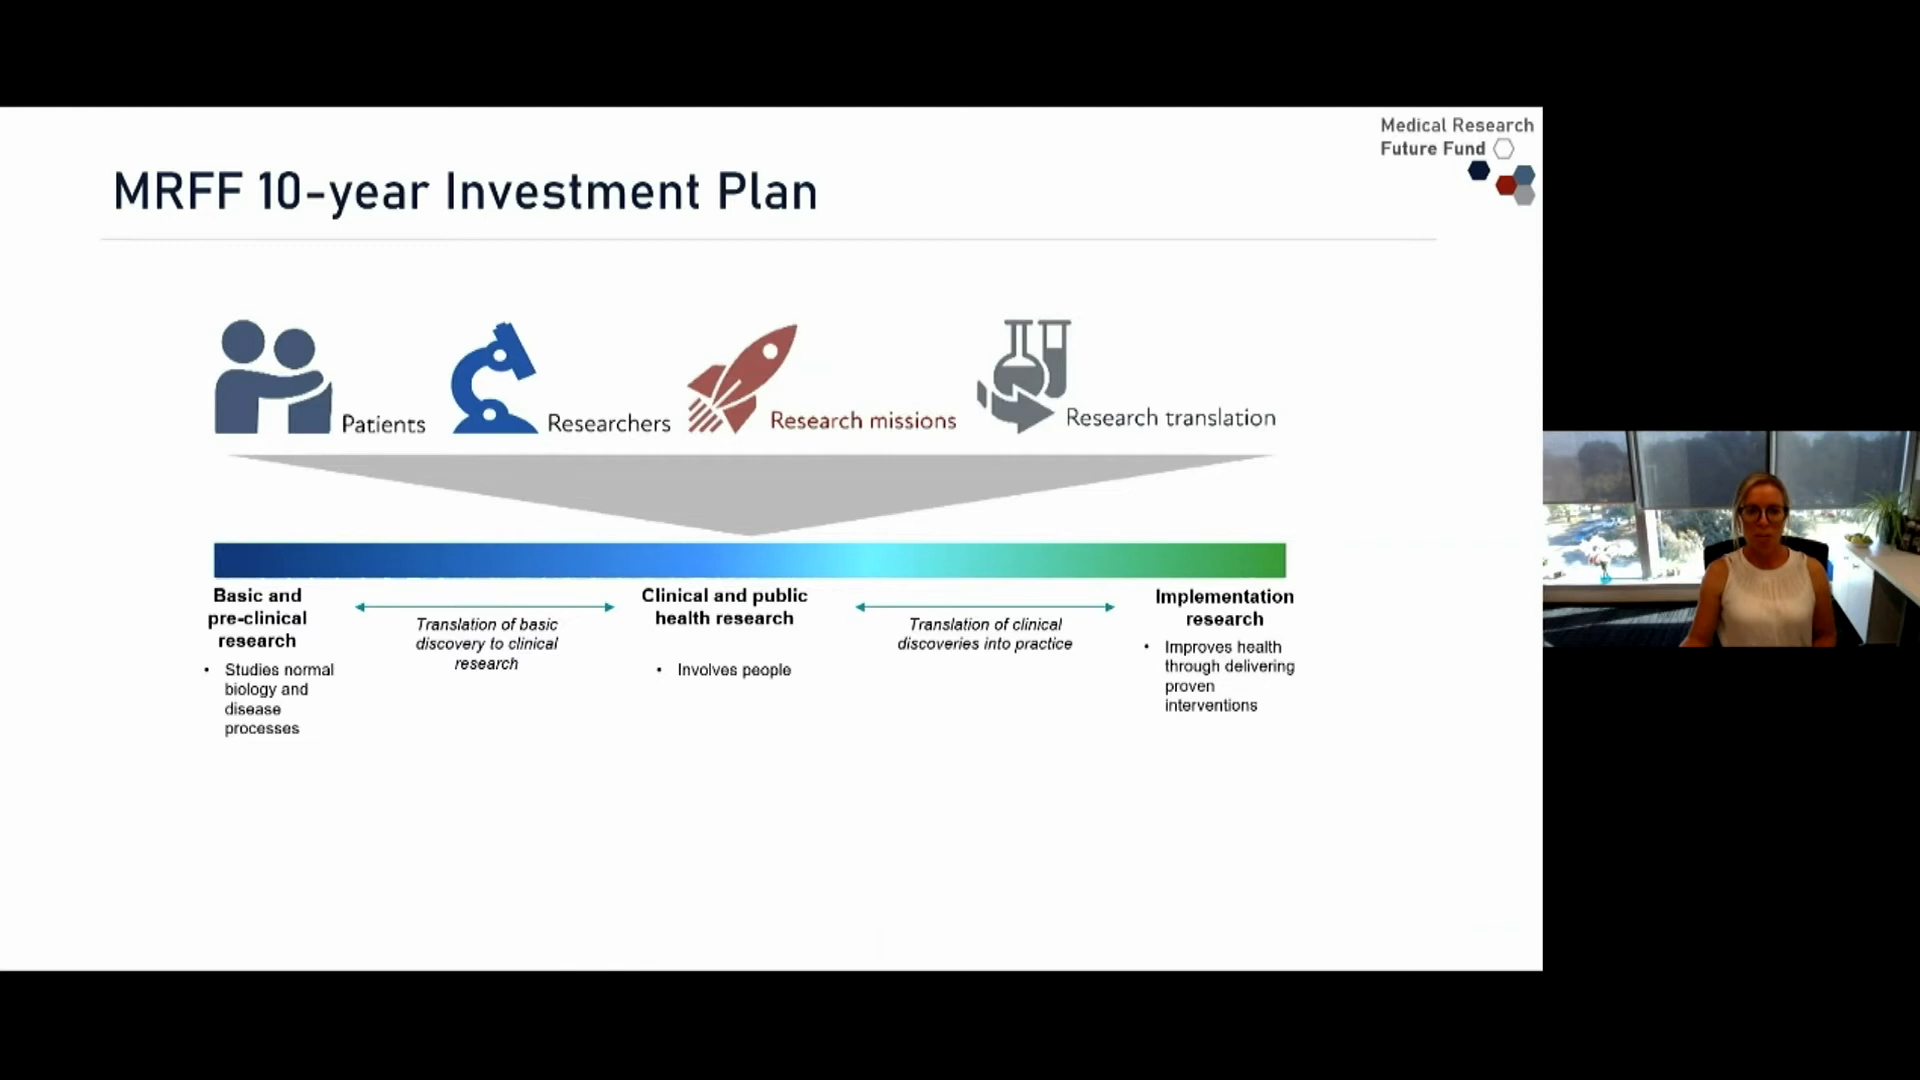 Medical Research
Future Fund
MRFF 10-year Investment Plan
Patients
Researchers
Research missions
Research translation
Basic and
pre-clinical
research
• Studies normal
biology and
disease
processes
Translation of basic
discovery to clinical
research
Clinical and public
health research
• Involves people
Translation of clinical
discoveries into practice
Implementation
research
• Improves health
through delivering
proven
interventions